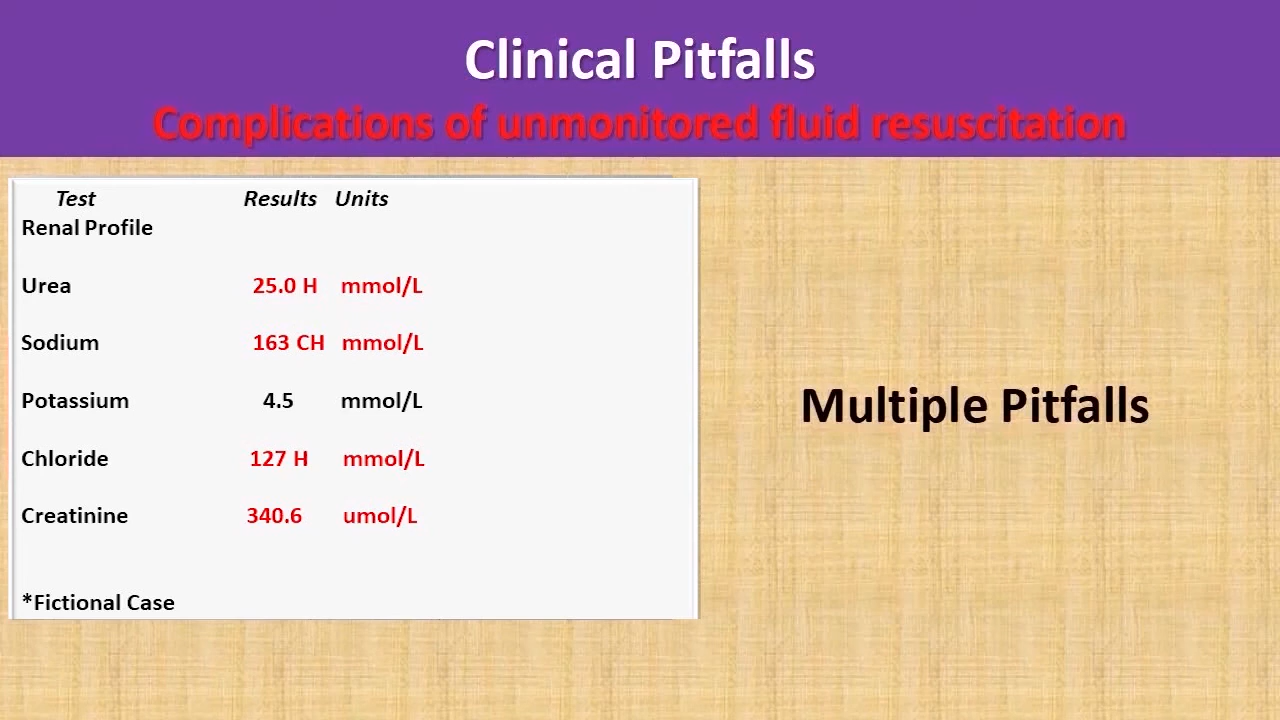 Clinical Pitfalls
Complications of unmonitored fluid resuscitation
Test Results Units
Renal Profile
Urea 25.0 H mmol/L
Sodium 163 CH mmol/L
Potassium 4.5 mmol/L
Chloride 127 H mmol/L
Creatinine 340.6 umol/L
*Fictional Case
Multiple Pitfalls